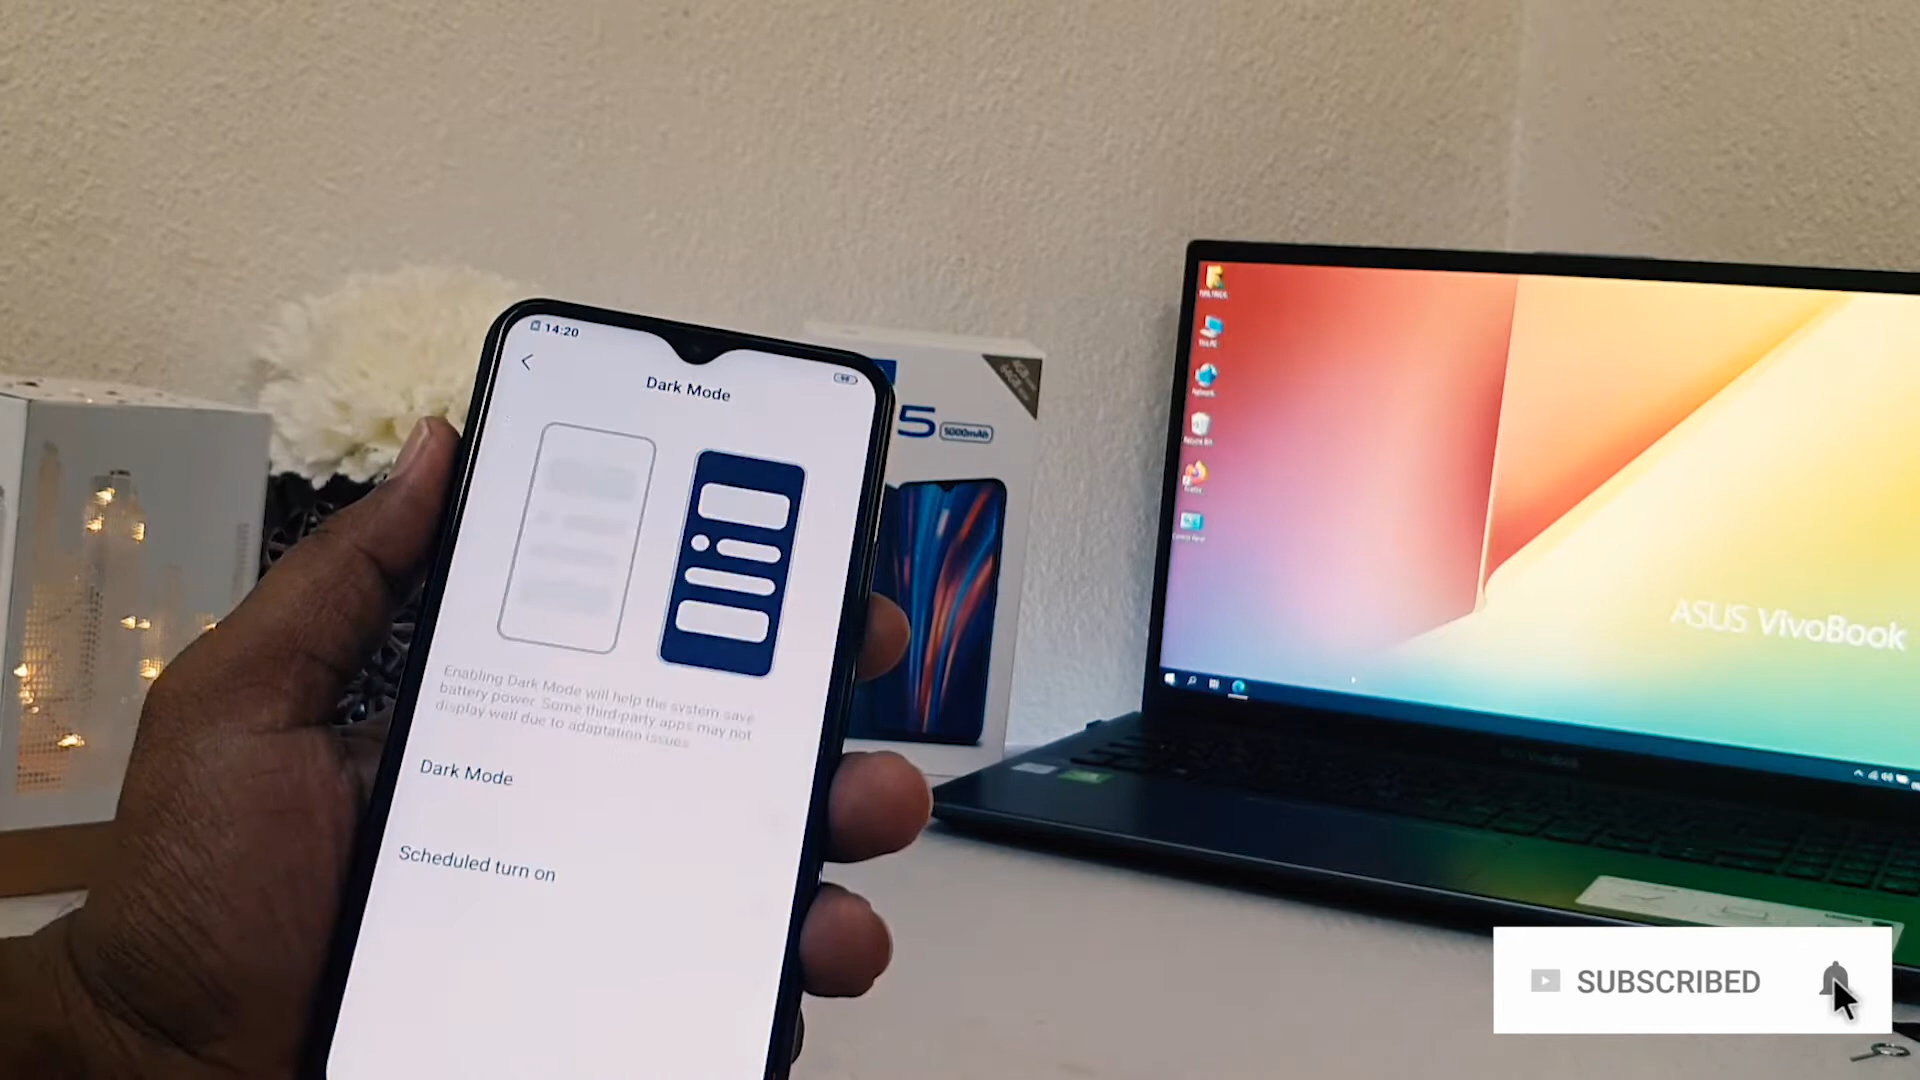 14:20
Dark Mode
Enabling Dark Mode will help the system save
battery power. Some third-party apps may not
display well due to adaptation issues.
Dark Mode
Scheduled turn on
5
5000mAh
ASUS VivoBook
SUBSCRIBED